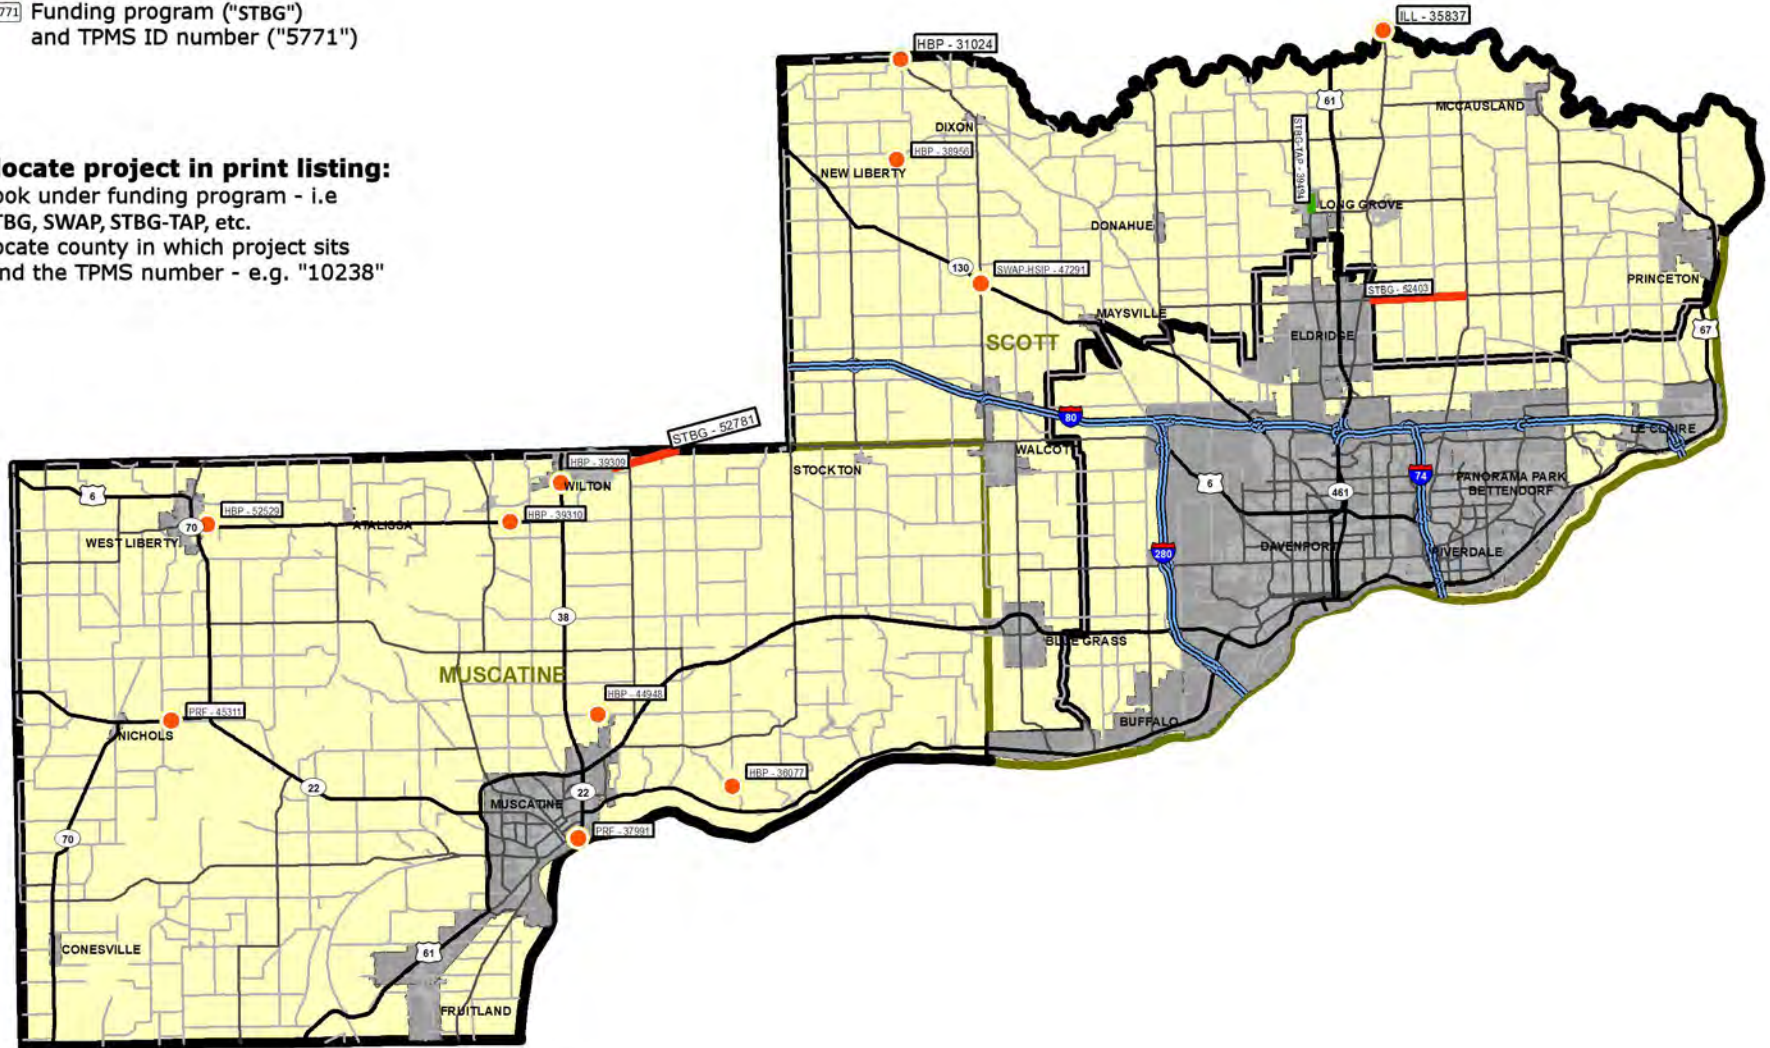 5771 Funding program ("STBG")
and TPMS ID number ("5771")
locate project in print listing:
ook under funding program - i.e
TBG, SWAP, STBG-TAP, etc.
ocate county in which project sits
nd the TPMS number - e.g. "10238"
ILL - 35837
HBP - 31024
61
MCCAUSLAND
DIXON
STBG-TAP - 39494
HBP - 38956
NEW LIBERTY
LONG GROVE
DONAHUE
130
SWAP-HSIP - 47291
PRINCETON
STBG - 52403
MAYSVILLE
67
SCOTT
ELDRIDGE
80
STBG - 52781
LE CLAIRE
WALCOTT
HBP - 39309
STOCKTON
74
PANORAMA PARK
BETTENDORF
6
WILTON
6
461
HBP - 52529
HBP - 39310
70
ATALISSA
WEST LIBERTY
DAVENPORT
RIVERDALE
280
38
BLUE GRASS
MUSCATINE
HBP - 44948
PRF - 45311
BUFFALO
NICHOLS
HBP - 36077
22
22
MUSCATINE
PRF - 37991
70
CONESVILLE
61
FRUITLAND